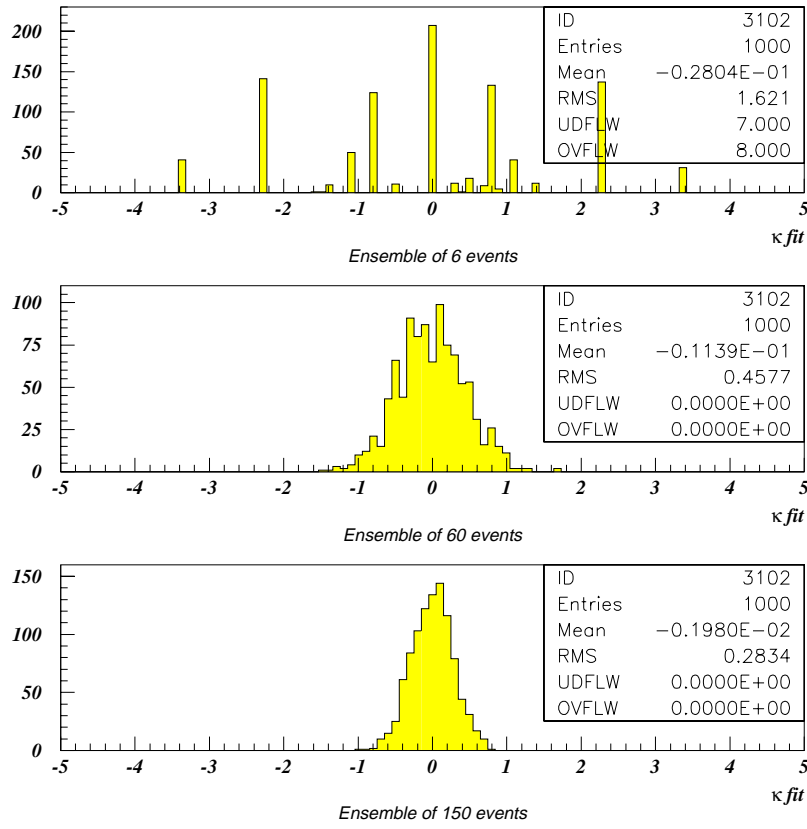 200
150
100
50
0
ID 3102
Entries 1000
Mean -0.2804E-01
RMS 1.621
UDFLW 7.000
OVFLW 8.000
-5 -4 -3 -2 -1 0 1 2 3 4 5
κ fit
Ensemble of 6 events
100
75
50
25
0
ID 3102
Entries 1000
Mean -0.1139E-01
RMS 0.4577
UDFLW 0.0000E+00
OVFLW 0.0000E+00
-5 -4 -3 -2 -1 0 1 2 3 4 5
κ fit
Ensemble of 60 events
150
100
50
0
ID 3102
Entries 1000
Mean -0.1980E-02
RMS 0.2834
UDFLW 0.0000E+00
OVFLW 0.0000E+00
-5 -4 -3 -2 -1 0 1 2 3 4 5
κ fit
Ensemble of 150 events